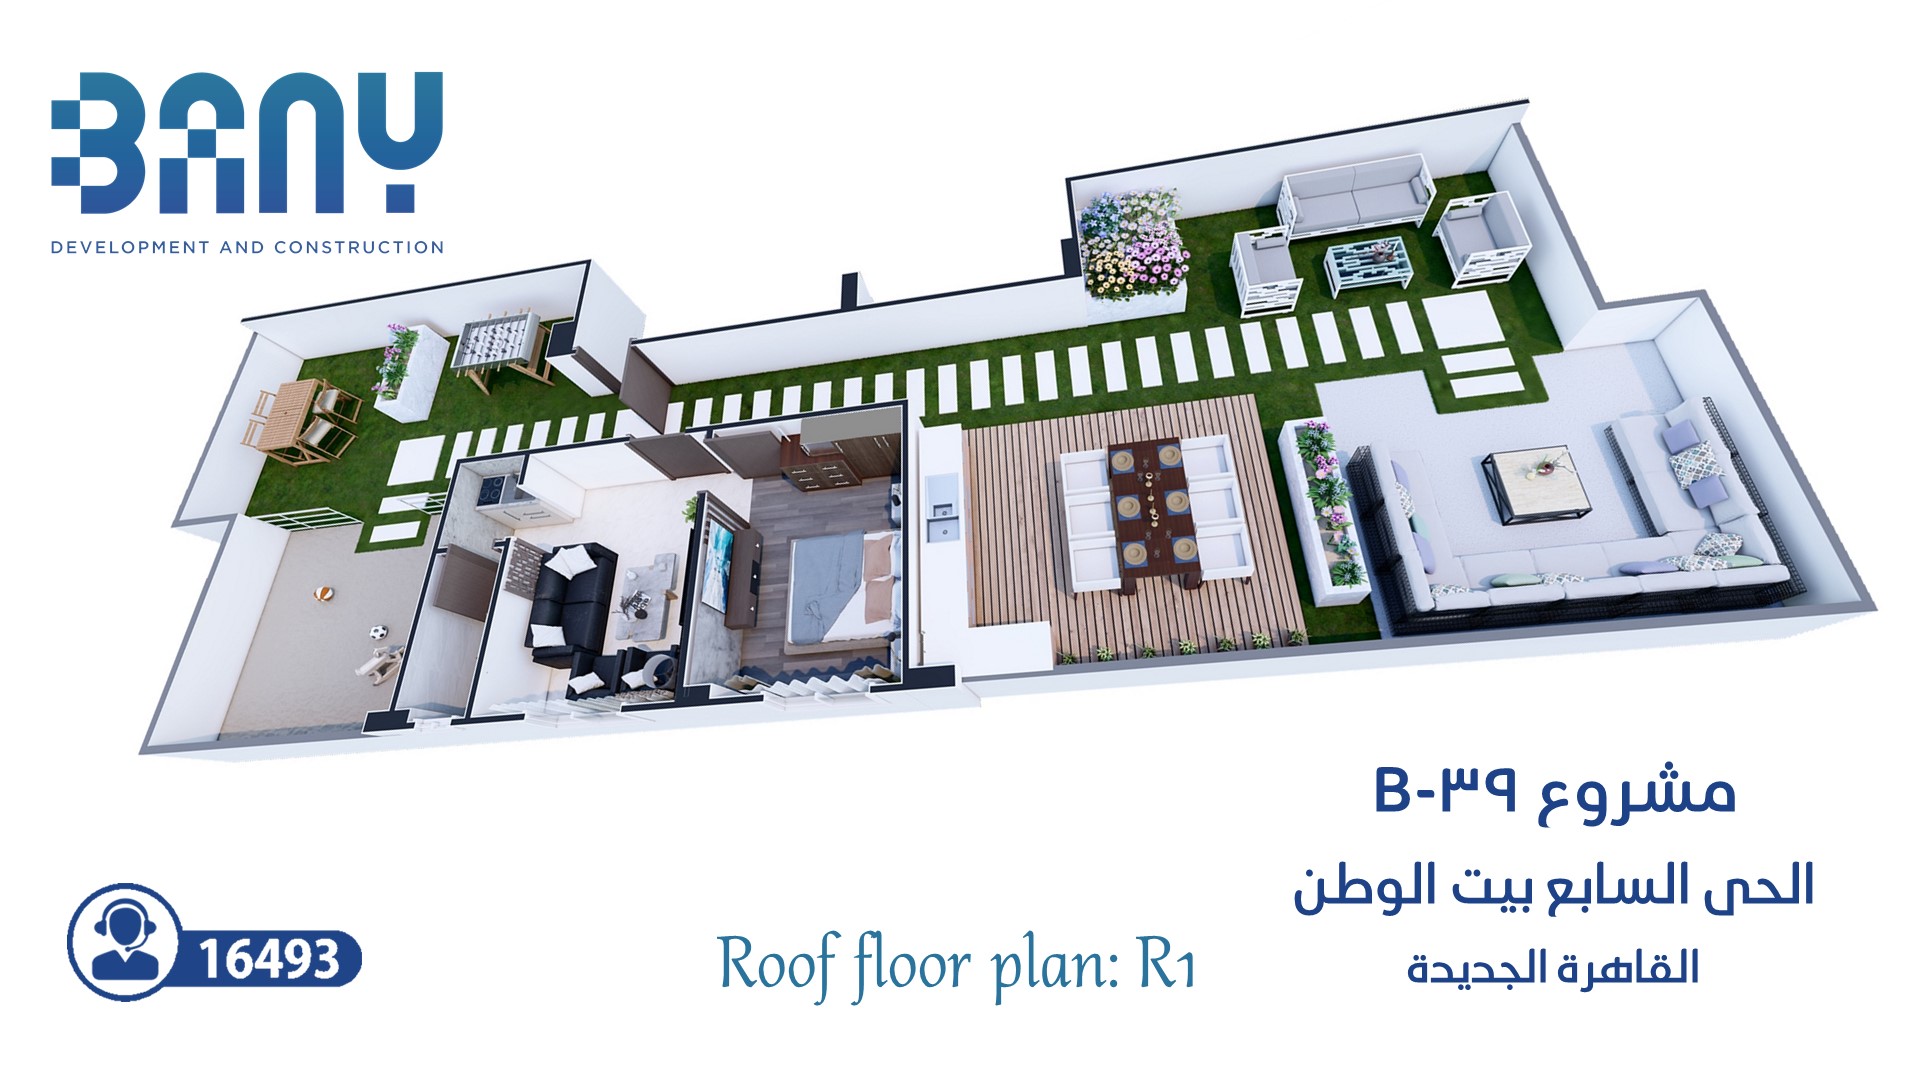 BANY
DEVELOPMENT AND CONSTRUCTION
مشروع B-٣٩
الحى السابع بيت الوطن
القاهرة الجديدة
Roof floor plan: R1
16493